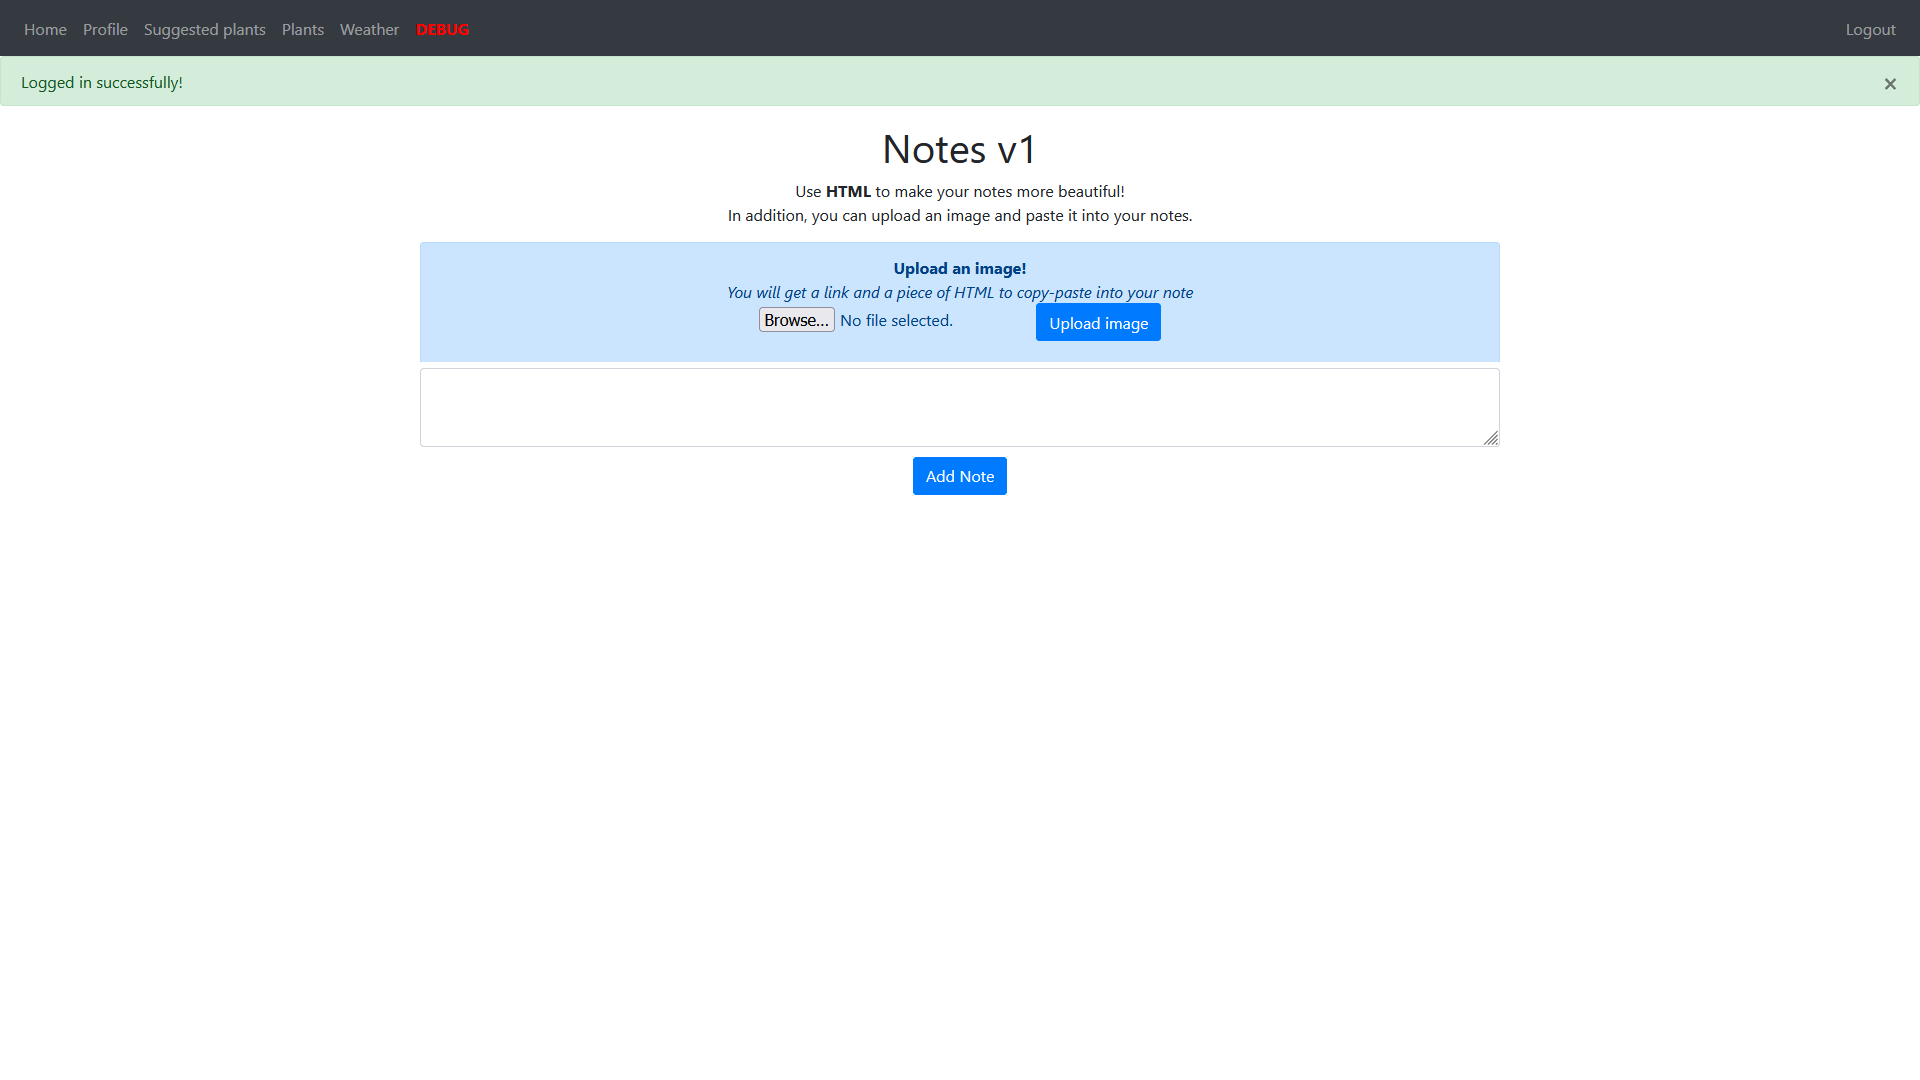 Home Profile Suggested plants Plants Weather DEBUG Logout
Logged in successfully! ×
Notes v1
Use HTML to make your notes more beautiful!
In addition, you can upload an image and paste it into your notes.
Upload an image!
You will get a link and a piece of HTML to copy-paste into your note
Browse... No file selected. Upload image
Add Note